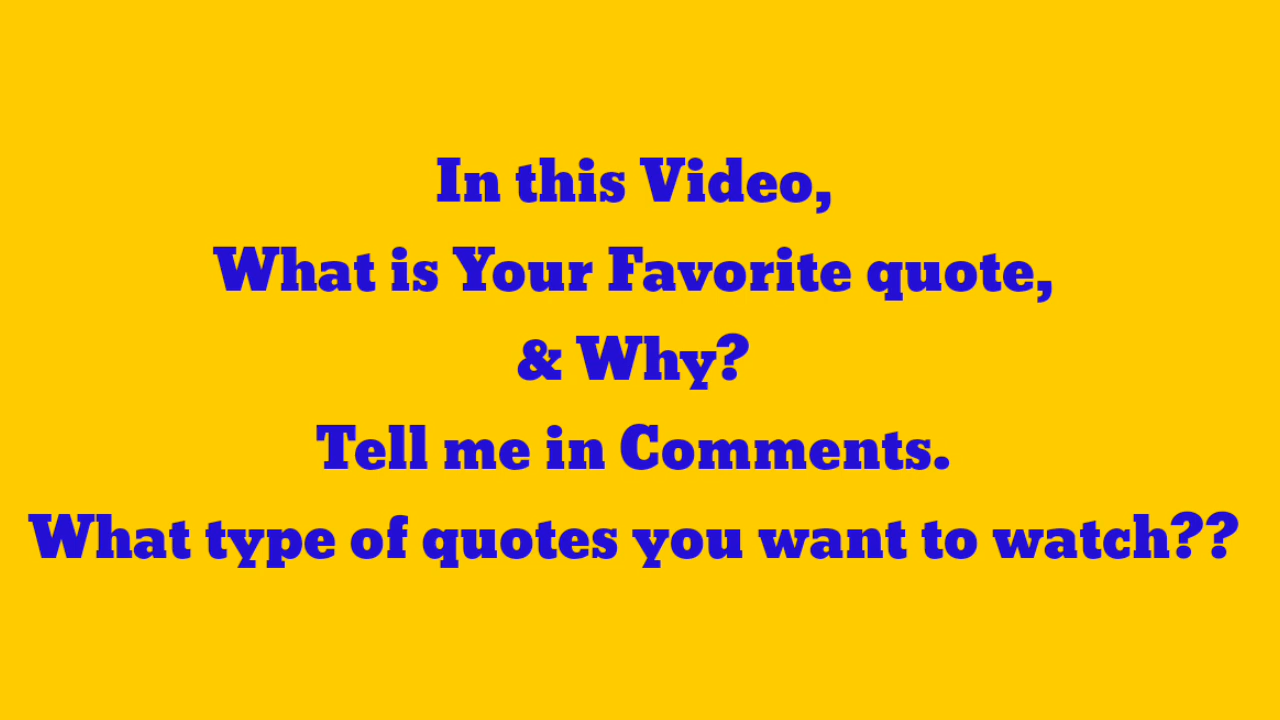 In this Video,
What is Your Favorite quote,
& Why?
Tell me in Comments.
What type of quotes you want to watch??